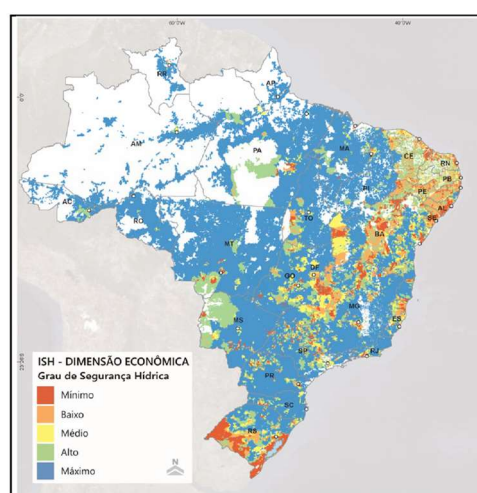 60°0'W 40°0'W
RR
AP
0°0'
AM
PA
MA
CE
RN
PB
PI
PE
AC
AL
TO
SE
RO
BA
MT
DF
GO
MG
MS
ES
SP
RJ
PR
SC
RS
ISH - DIMENSÃO ECONÔMICA
Grau de Segurança Hídrica
Mínimo
Baixo
Médio
Alto
Máximo
N